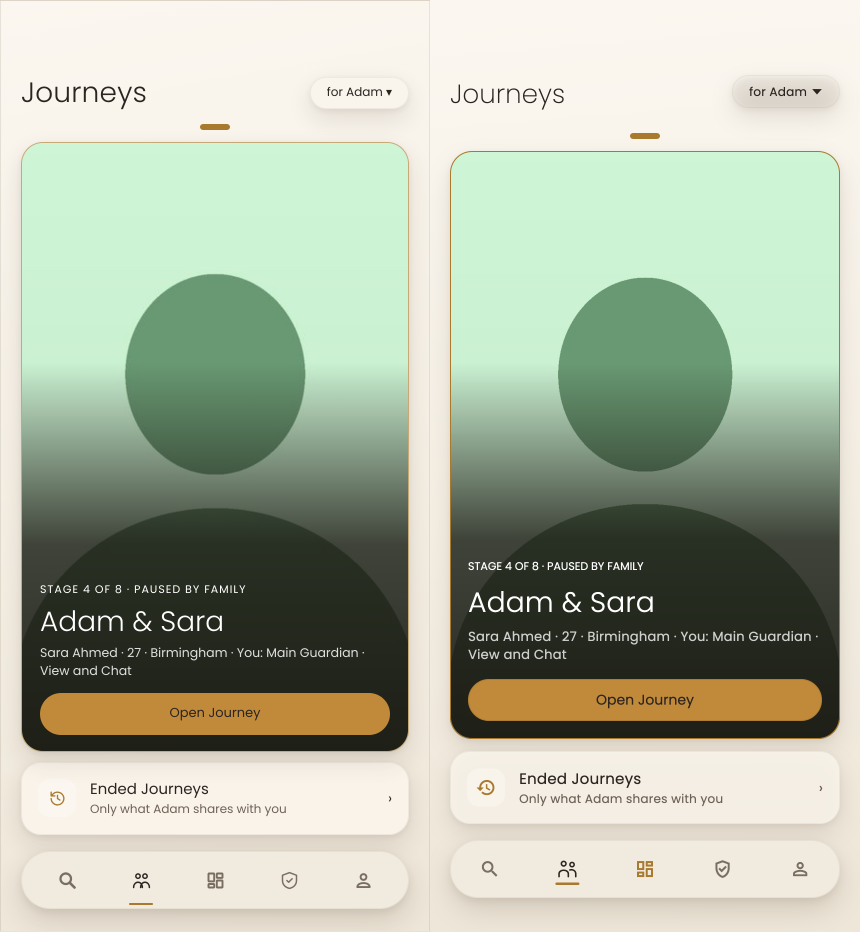 Journeys
for Adam ▾
STAGE 4 OF 8 · PAUSED BY FAMILY
Adam & Sara
Sara Ahmed · 27 · Birmingham · You: Main Guardian ·
View and Chat
Open Journey
Ended Journeys
Only what Adam shares with you
›
Journeys
for Adam ▾
STAGE 4 OF 8 · PAUSED BY FAMILY
Adam & Sara
Sara Ahmed · 27 · Birmingham · You: Main Guardian ·
View and Chat
Open Journey
Ended Journeys
Only what Adam shares with you
›